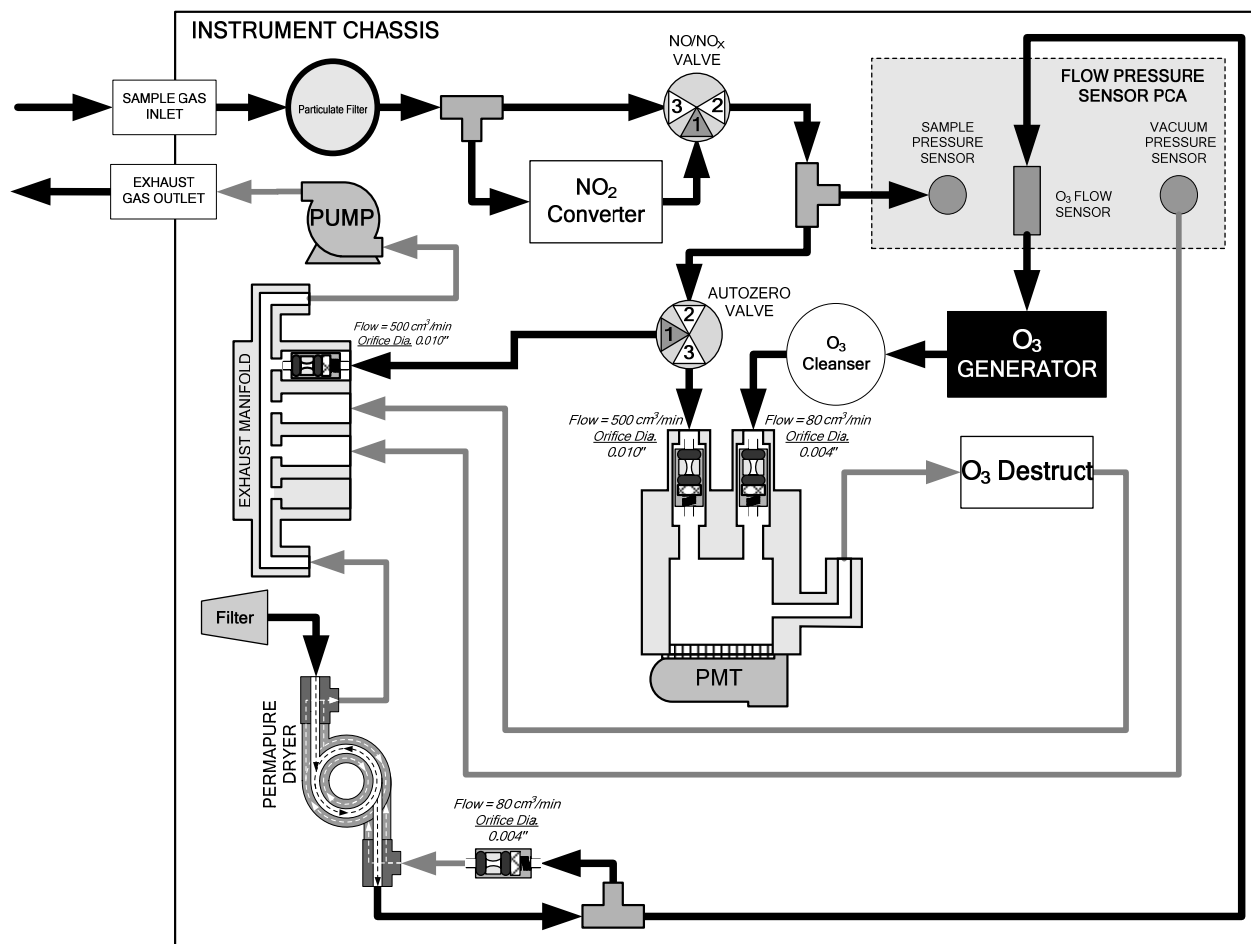 INSTRUMENT CHASSIS
NO/NOX
VALVE
FLOW PRESSURE
SENSOR PCA
SAMPLE GAS
INLET
Particulate Filter
3
2
1
SAMPLE
PRESSURE
SENSOR
VACUUM
PRESSURE
SENSOR
EXHAUST
GAS OUTLET
PUMP
NO2
Converter
O3 FLOW
SENSOR
AUTOZERO
VALVE
2
1
3
Flow = 500 cm3/min
Orifice Dia.
0.010"
O3
Cleanser
O3
GENERATOR
EXHAUST MANIFOLD
Flow = 500 cm3/min
Orifice Dia.
0.010"
Flow = 80 cm3/min
Orifice Dia.
0.004"
O3 Destruct
Filter
PMT
PERMAPURE
DRYER
Flow = 80 cm3/min
Orifice Dia.
0.004"